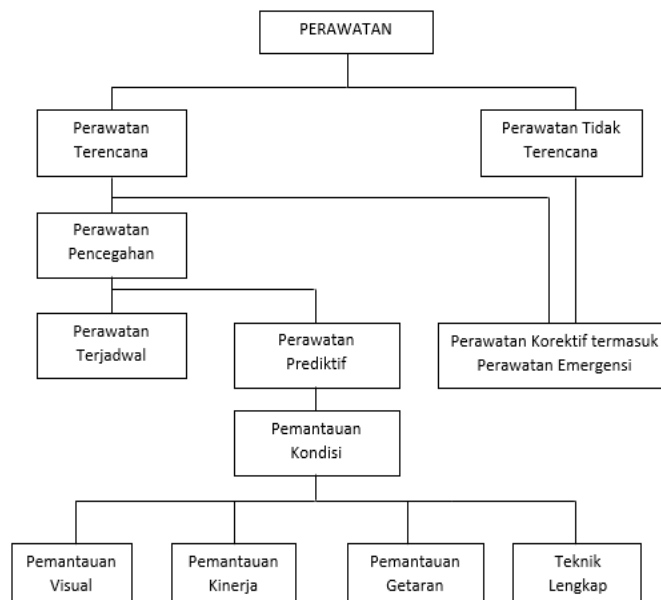 PERAWATAN
Perawatan
Terencana
Perawatan Tidak
Terencana
Perawatan
Pencegahan
Perawatan
Terjadwal
Perawatan
Prediktif
Perawatan Korektif termasuk
Perawatan Emergensi
Pemantauan
Kondisi
Pemantauan
Visual
Pemantauan
Kinerja
Pemantauan
Getaran
Teknik
Lengkap